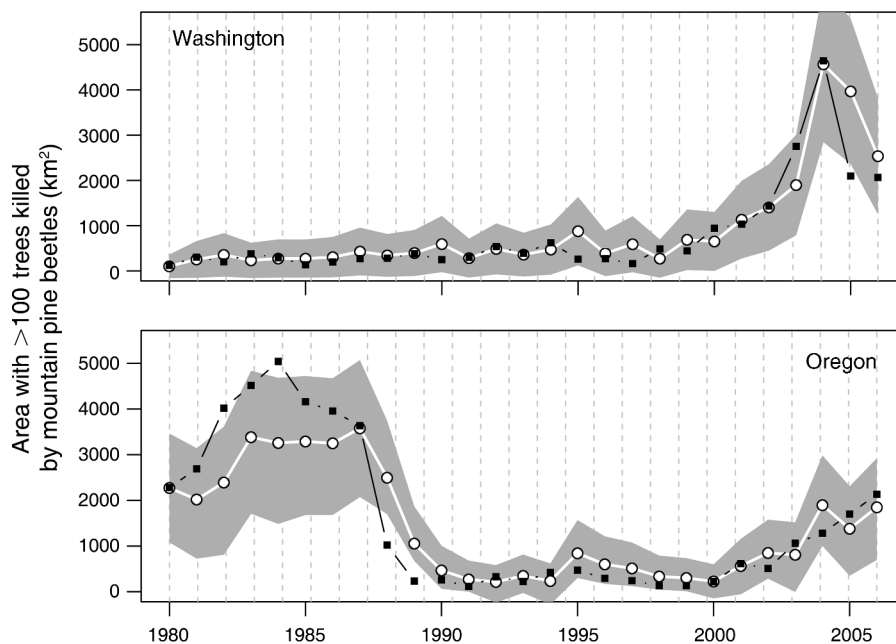 Area with >100 trees killed
by mountain pine beetles (km²)
Washington
5000
4000
3000
2000
1000
0
Oregon
5000
4000
3000
2000
1000
0
1980 1985 1990 1995 2000 2005